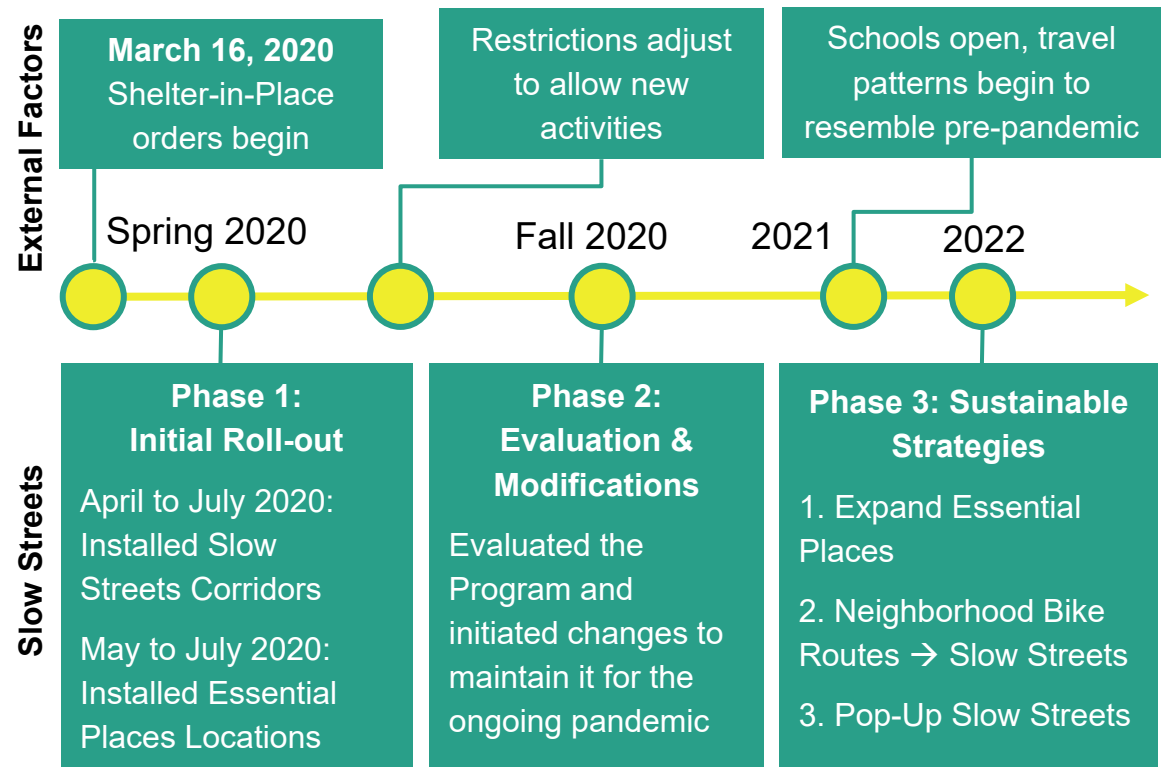 External Factors
March 16, 2020
Shelter-in-Place
orders begin
Restrictions adjust
to allow new
activities
Schools open, travel
patterns begin to
resemble pre-pandemic
Spring 2020
Fall 2020
2021
2022
Slow Streets
Phase 1:
Initial Roll-out
April to July 2020:
Installed Slow
Streets Corridors
May to July 2020:
Installed Essential
Places Locations
Phase 2:
Evaluation &
Modifications
Evaluated the
Program and
initiated changes to
maintain it for the
ongoing pandemic
Phase 3: Sustainable
Strategies
1. Expand Essential
Places
2. Neighborhood Bike
Routes → Slow Streets
3. Pop-Up Slow Streets